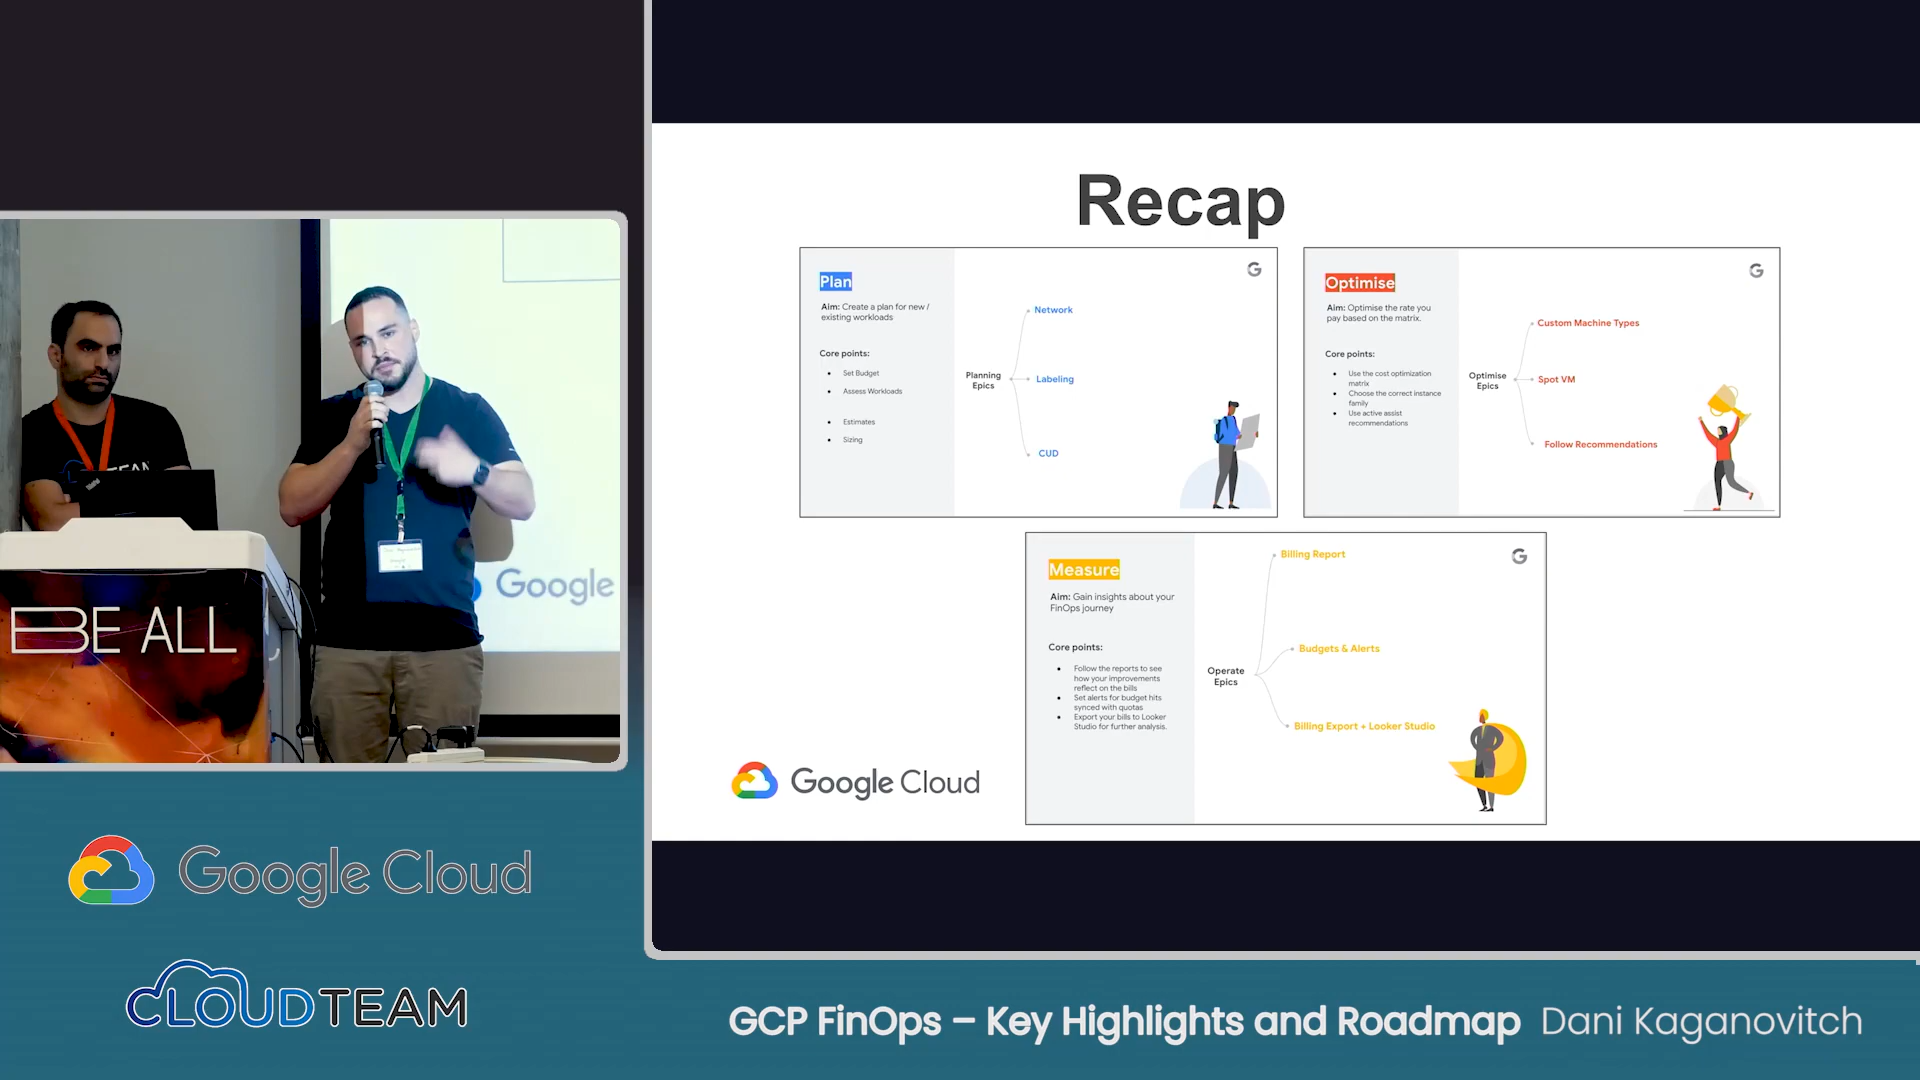 Recap
Plan
Aim: Create a plan for new /
existing workloads
Core points:
Set Budget
Assess Workloads
Estimates
Sizing
Planning
Epics
Network
Labeling
CUD
G
Optimise
Aim: Optimise the rate you
pay based on the matrix.
Core points:
Use the cost optimization
matrix
Choose the correct instance
family
Use active assist
recommendations
Optimise
Epics
Custom Machine Types
Spot VM
Follow Recommendations
G
Measure
Aim: Gain insights about your
FinOps journey
Core points:
Follow the reports to see
how your improvements
reflect on the bills
Set alerts for budget hits
synced with quotas
Export your bills to Looker
Studio for further analysis.
Operate
Epics
Billing Report
Budgets & Alerts
Billing Export + Looker Studio
G
Google Cloud
Google
BE ALL
Google Cloud
CLOUDTEAM
GCP FinOps – Key Highlights and Roadmap Dani Kaganovitch